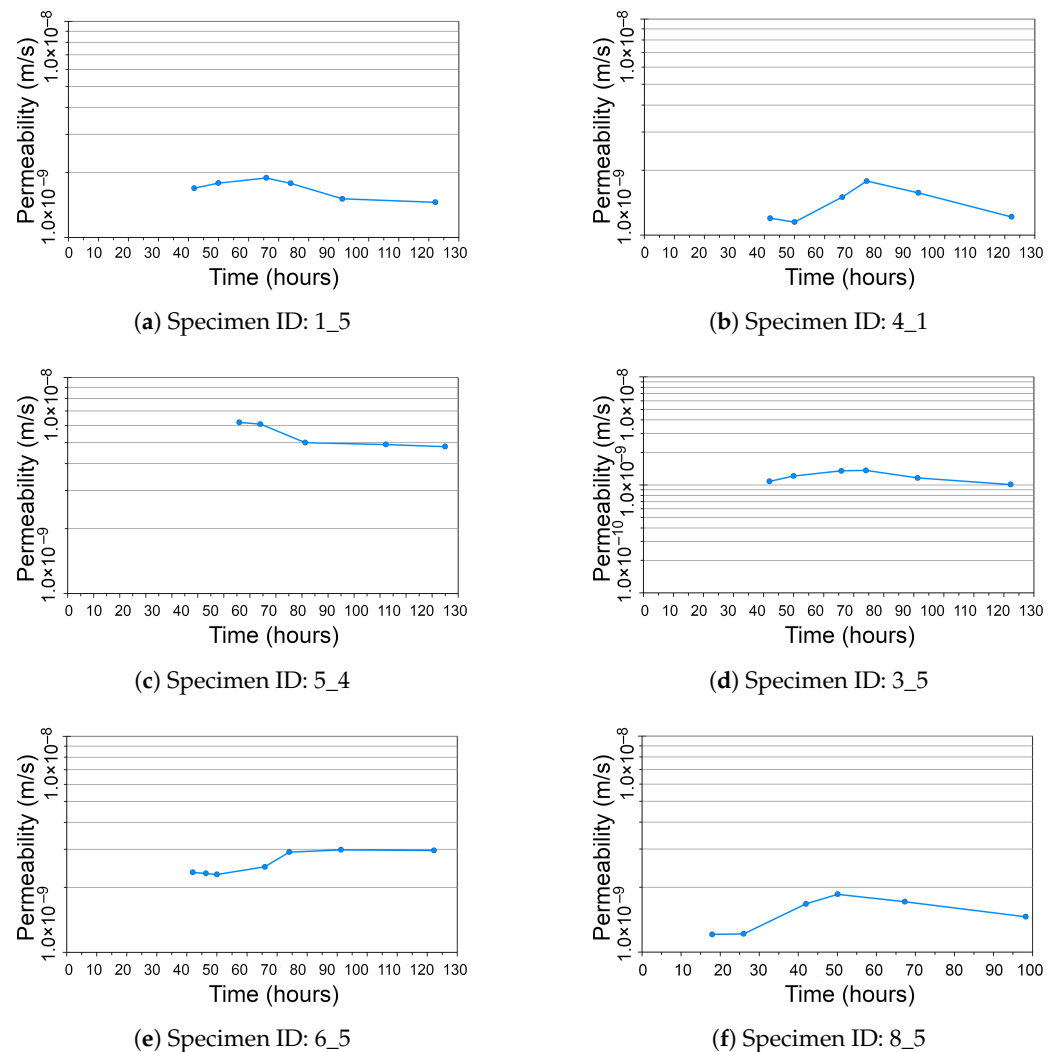 Permeability (m/s)
1.0×10⁻⁸
1.0×10⁻⁹
0 10 20 30 40 50 60 70 80 90 100 110 120 130
Time (hours)
(a) Specimen ID: 1_5
Permeability (m/s)
1.0×10⁻⁸
1.0×10⁻⁹
0 10 20 30 40 50 60 70 80 90 100 110 120 130
Time (hours)
(b) Specimen ID: 4_1
Permeability (m/s)
1.0×10⁻⁸
1.0×10⁻⁹
0 10 20 30 40 50 60 70 80 90 100 110 120 130
Time (hours)
(c) Specimen ID: 5_4
Permeability (m/s)
1.0×10⁻⁸
1.0×10⁻⁹
1.0×10⁻¹⁰
0 10 20 30 40 50 60 70 80 90 100 110 120 130
Time (hours)
(d) Specimen ID: 3_5
Permeability (m/s)
1.0×10⁻⁸
1.0×10⁻⁹
0 10 20 30 40 50 60 70 80 90 100 110 120 130
Time (hours)
(e) Specimen ID: 6_5
Permeability (m/s)
1.0×10⁻⁸
1.0×10⁻⁹
0 10 20 30 40 50 60 70 80 90 100
Time (hours)
(f) Specimen ID: 8_5